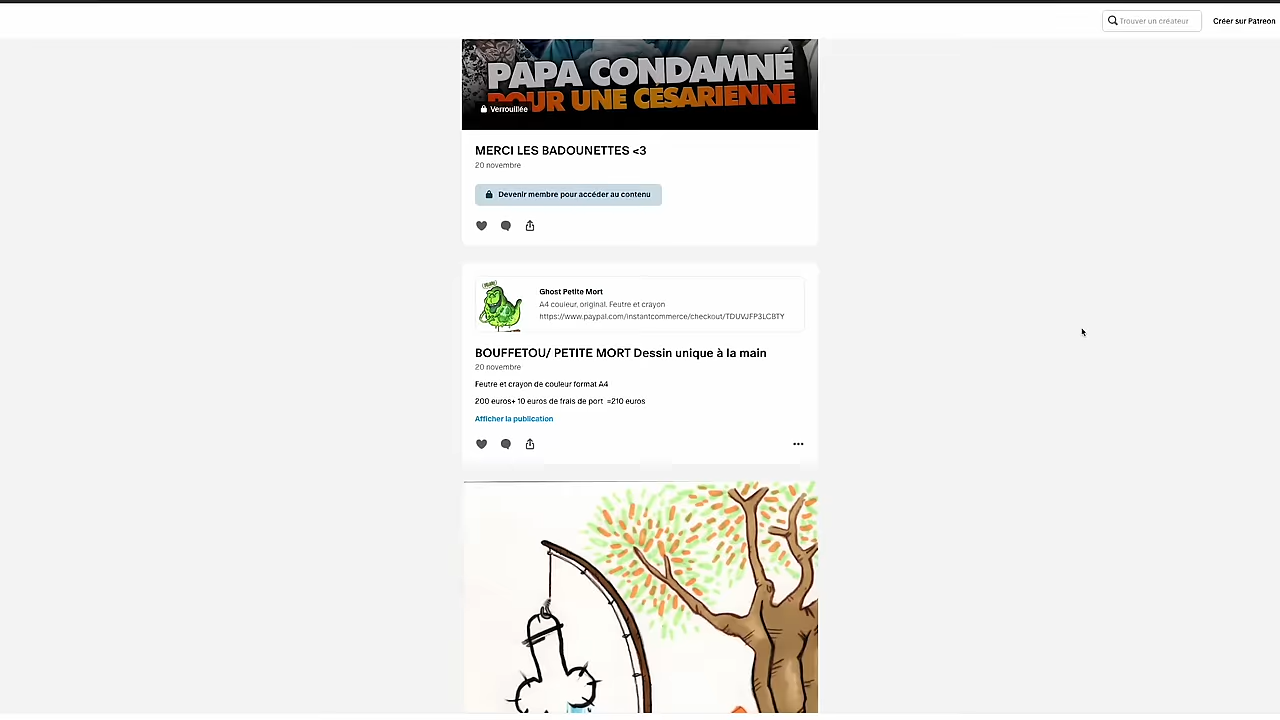 Trouver un créateur
Créer sur Patreon
PAPA CONDAMNÉ
POUR UNE CÉSARIENNE
Verrouillée
MERCI LES BADOUNETTES <3
20 novembre
Devenir membre pour accéder au contenu
Ghost Petite Mort
A4 couleur, original. Feutre et crayon
https://www.paypal.com/instantcommerce/checkout/TDUVJFP3LCBTY
BOUFFETOU/ PETITE MORT Dessin unique à la main
20 novembre
Feutre et crayon de couleur format A4
200 euros+ 10 euros de frais de port =210 euros
Afficher la publication